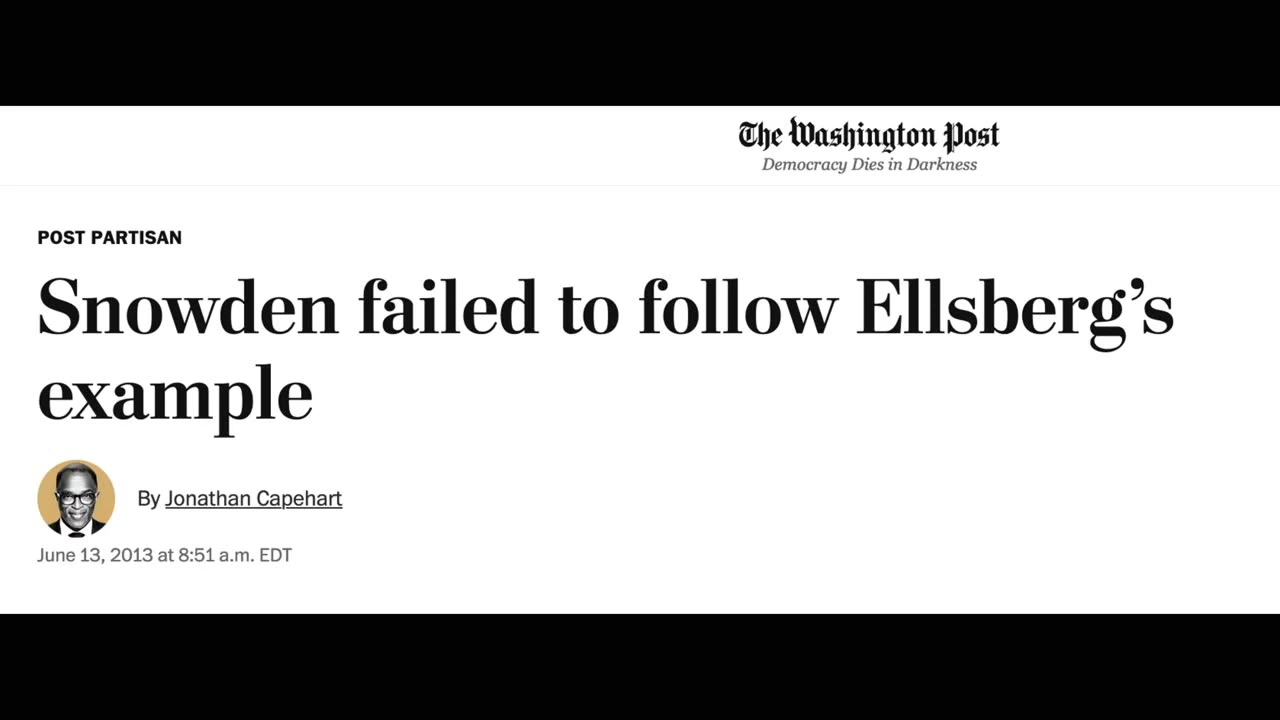 The Washington Post
Democracy Dies in Darkness
POST PARTISAN
Snowden failed to follow Ellsberg’s
example
By Jonathan Capehart
June 13, 2013 at 8:51 a.m. EDT